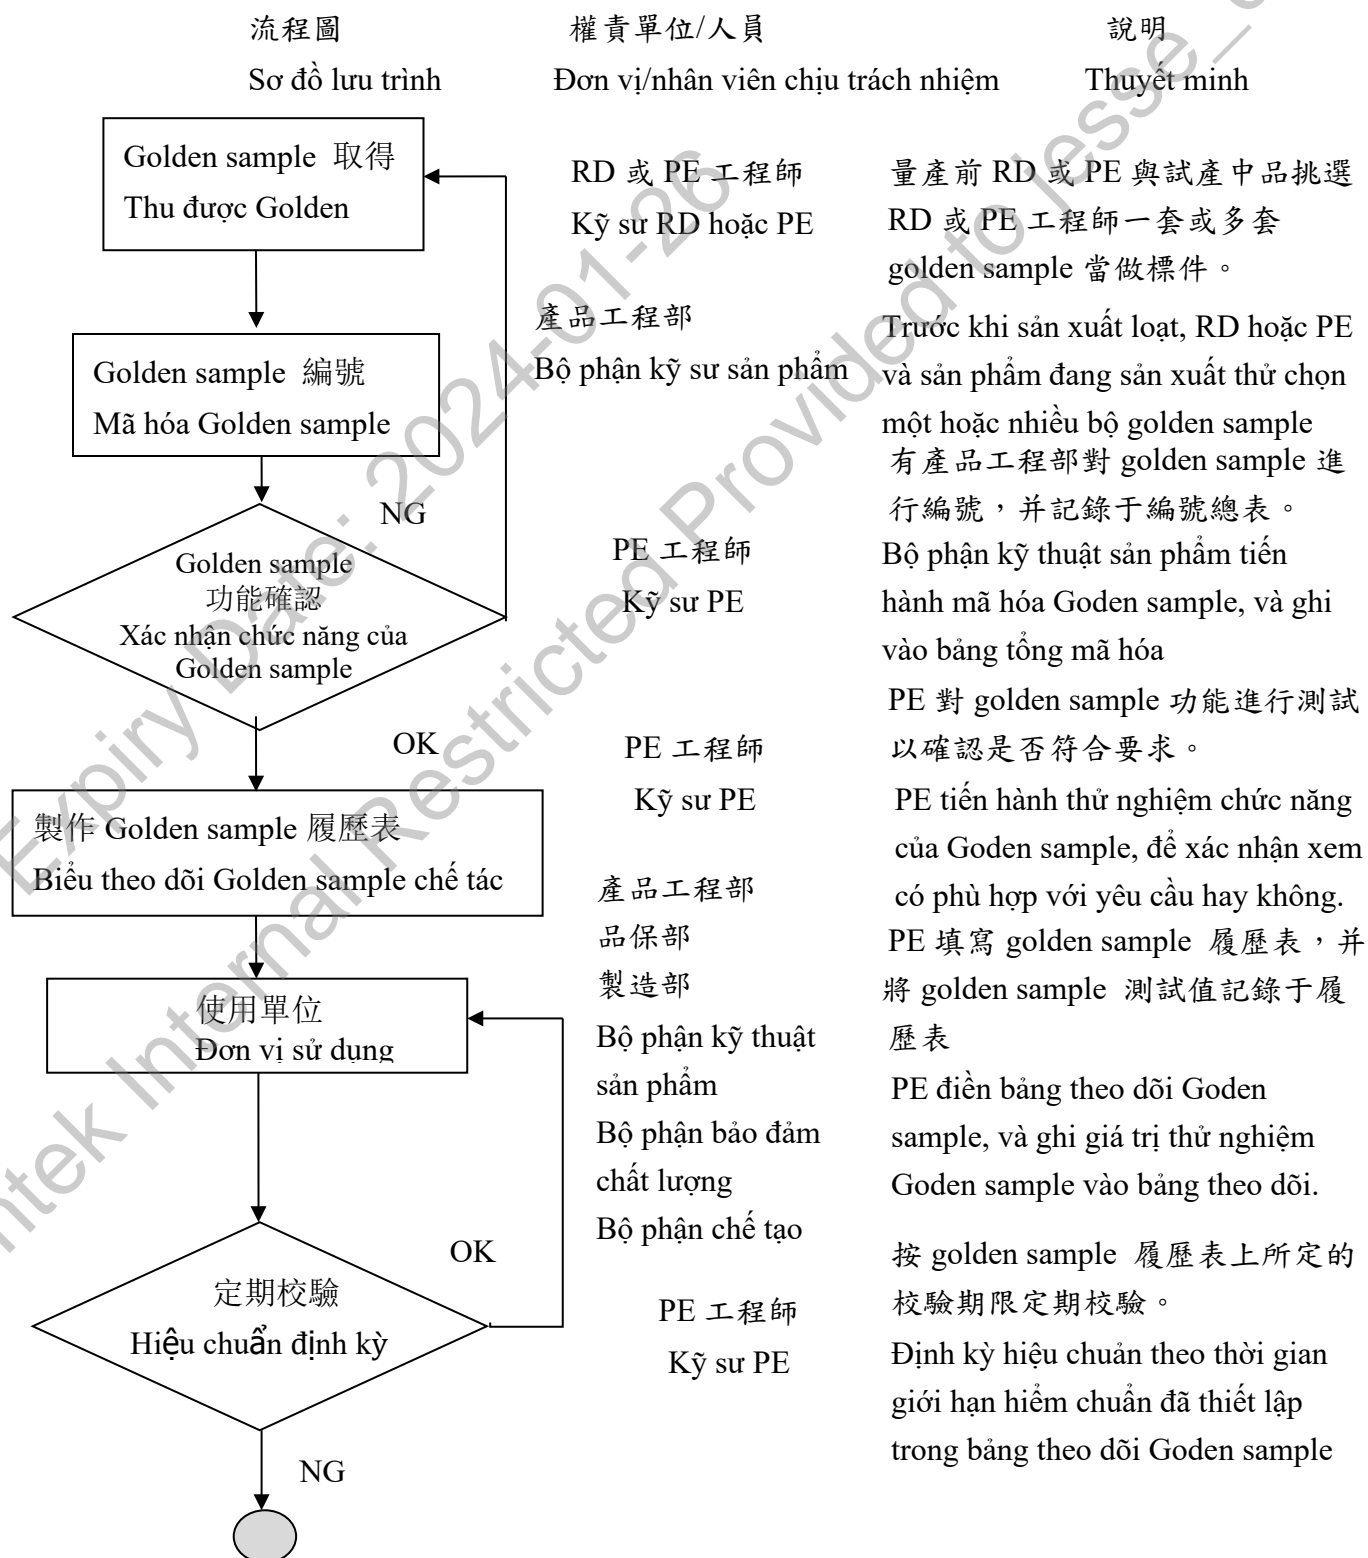 流程圖
權責單位/人員
說明
Sơ đồ lưu trình
Đơn vị/nhân viên chịu trách nhiệm
Thuyết minh
Golden sample 取得
Thu được Golden
RD 或 PE 工程師
Kỹ sư RD hoặc PE
量產前 RD 或 PE 與試產中品挑選
RD 或 PE 工程師一套或多套
golden sample 當做標件。
Golden sample 編號
Mã hóa Golden sample
產品工程部
Bộ phận kỹ sư sản phẩm
Trước khi sản xuất loạt, RD hoặc PE
và sản phẩm đang sản xuất thử chọn
một hoặc nhiều bộ golden sample
有產品工程部對 golden sample 進
行編號，并記錄于編號總表。
Bộ phận kỹ thuật sản phẩm tiến
hành mã hóa Goden sample, và ghi
vào bảng tổng mã hóa
NG
Golden sample
功能確認
Xác nhận chức năng của
Golden sample
PE 工程師
Kỹ sư PE
PE 對 golden sample 功能進行測試
以確認是否符合要求。
PE tiến hành thử nghiệm chức năng
của Goden sample, để xác nhận xem
có phù hợp với yêu cầu hay không.
OK
製作 Golden sample 履歷表
Biểu theo dõi Golden sample chế tác
PE 工程師
Kỹ sư PE
PE 填寫 golden sample 履歷表，并
將 golden sample 測試值記錄于履
歷表
PE điền bảng theo dõi Goden
sample, và ghi giá trị thử nghiệm
Goden sample vào bảng theo dõi.
使用單位
Đơn vị sử dụng
產品工程部
品保部
製造部
Bộ phận kỹ thuật
sản phẩm
Bộ phận bảo đảm
chất lượng
Bộ phận chế tạo
OK
定期校驗
Hiệu chuẩn định kỳ
PE 工程師
Kỹ sư PE
按 golden sample 履歷表上所定的
校驗期限定期校驗。
Định kỳ hiệu chuản theo thời gian
giới hạn hiểm chuẩn đã thiết lập
trong bảng theo dõi Goden sample
NG
Expiry Date: 2024-01-26
ntek Internal Restricted Provided to jesse_